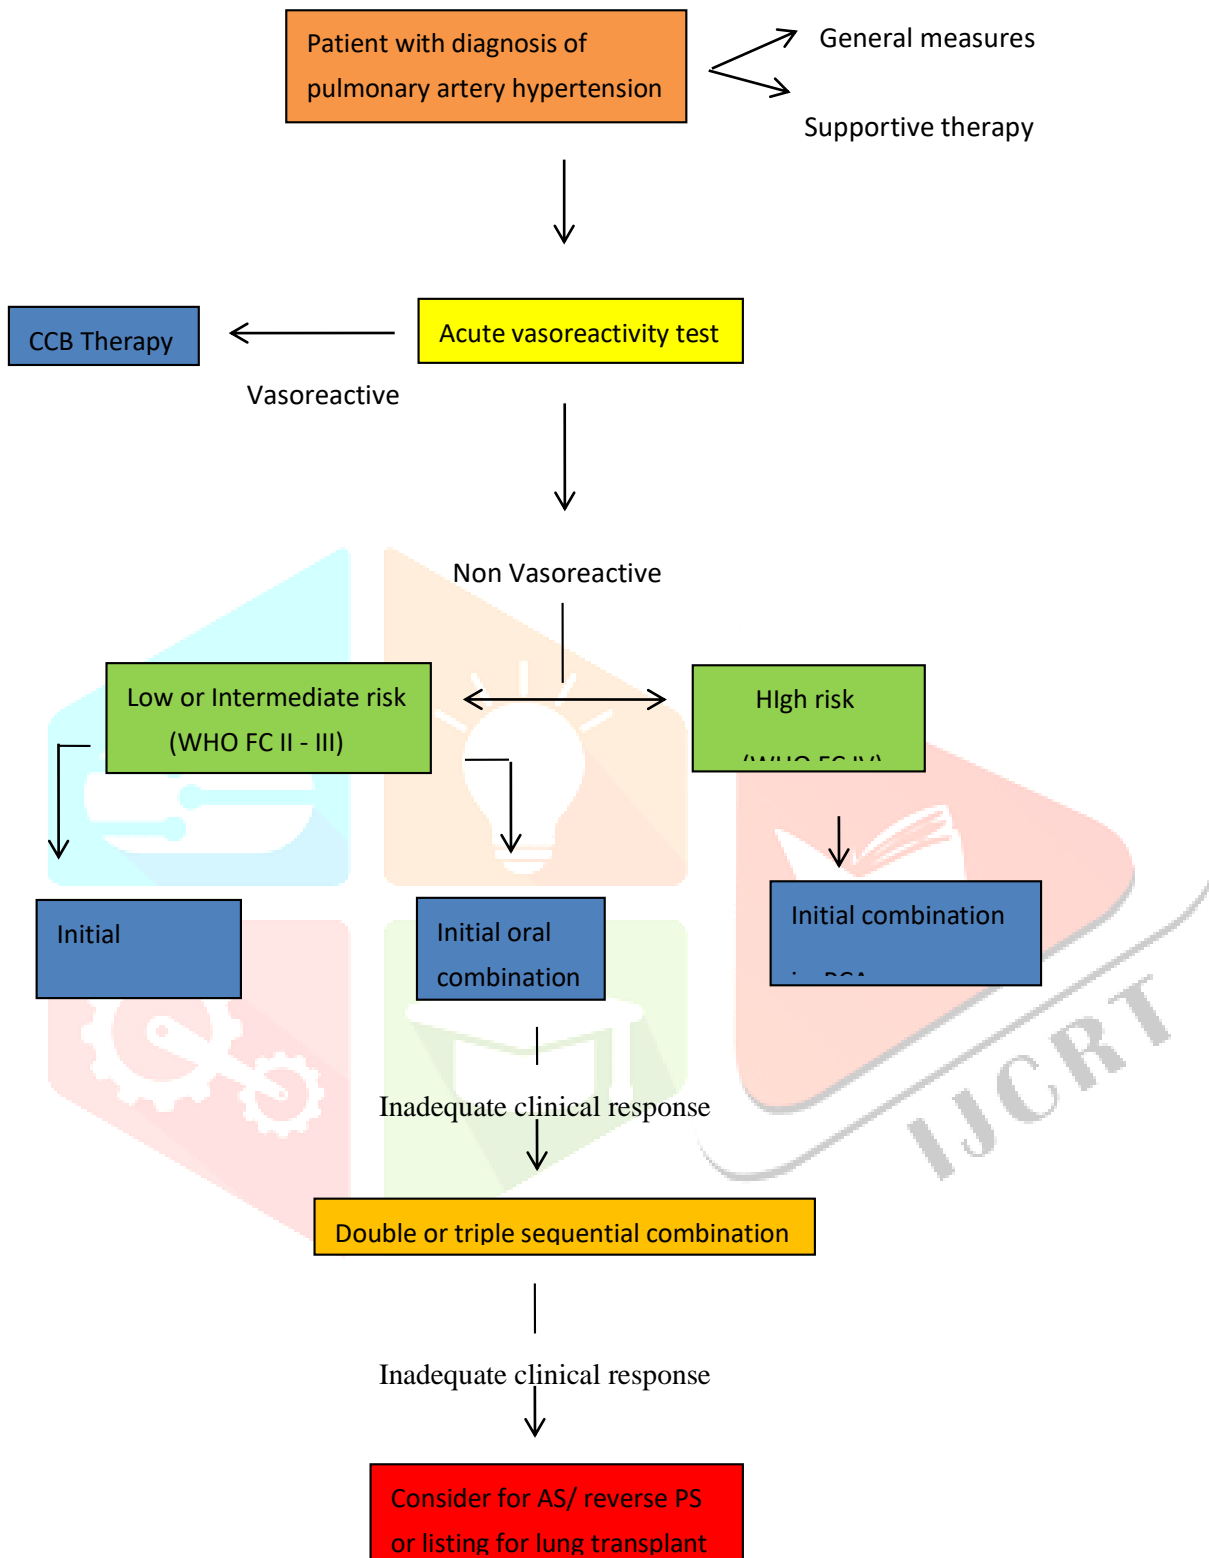 Patient with diagnosis of
pulmonary artery hypertension
General measures
Supportive therapy
CCB Therapy
Acute vasoreactivity test
Vasoreactive
Non Vasoreactive
Low or Intermediate risk
(WHO FC II - III)
HIgh risk
(WHO FC IV)
Initial
Initial oral
combination
Initial combination
Inadequate clinical response
Double or triple sequential combination
Inadequate clinical response
Consider for AS/ reverse PS
or listing for lung transplant
IJCRT